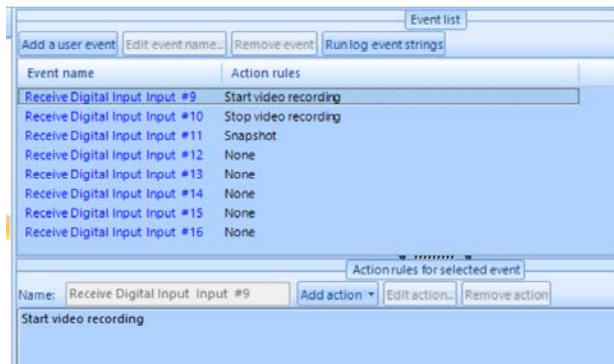 Event list
Add a user event Edit event name... Remove event Run log event strings
Event name Action rules
Receive Digital Input Input #9 Start video recording
Receive Digital Input Input #10 Stop video recording
Receive Digital Input Input #11 Snapshot
Receive Digital Input Input #12 None
Receive Digital Input Input #13 None
Receive Digital Input Input #14 None
Receive Digital Input Input #15 None
Receive Digital Input Input #16 None
Action rules for selected event
Name: Receive Digital Input Input #9 Add action Edit action... Remove action
Start video recording